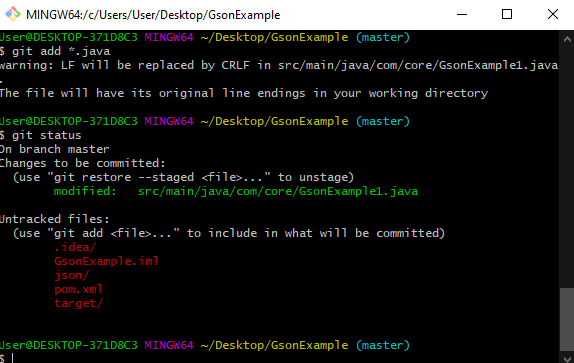 MINGW64:/c/Users/User/Desktop/GsonExample
User@DESKTOP-371D8C3 MINGW64 ~/Desktop/GsonExample (master)
$ git add *.java
warning: LF will be replaced by CRLF in src/main/java/com/core/GsonExample1.java
.
The file will have its original line endings in your working directory
User@DESKTOP-371D8C3 MINGW64 ~/Desktop/GsonExample (master)
$ git status
On branch master
Changes to be committed:
(use "git restore --staged <file>..." to unstage)
modified: src/main/java/com/core/GsonExample1.java
Untracked files:
(use "git add <file>..." to include in what will be committed)
.idea/
GsonExample.iml
json/
pom.xml
target/
User@DESKTOP-371D8C3 MINGW64 ~/Desktop/GsonExample (master)
$